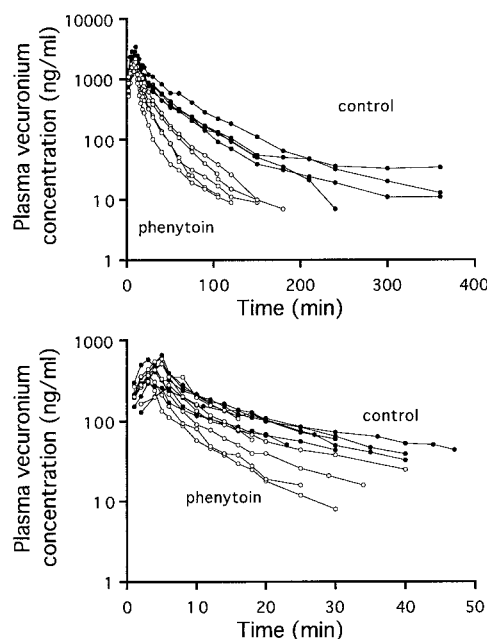 Plasma vecuronium
concentration (ng/ml)
10000
1000
100
10
1
control
phenytoin
0
100
200
300
400
Time (min)
Plasma vecuronium
concentration (ng/ml)
1000
100
10
1
control
phenytoin
0
10
20
30
40
50
Time (min)